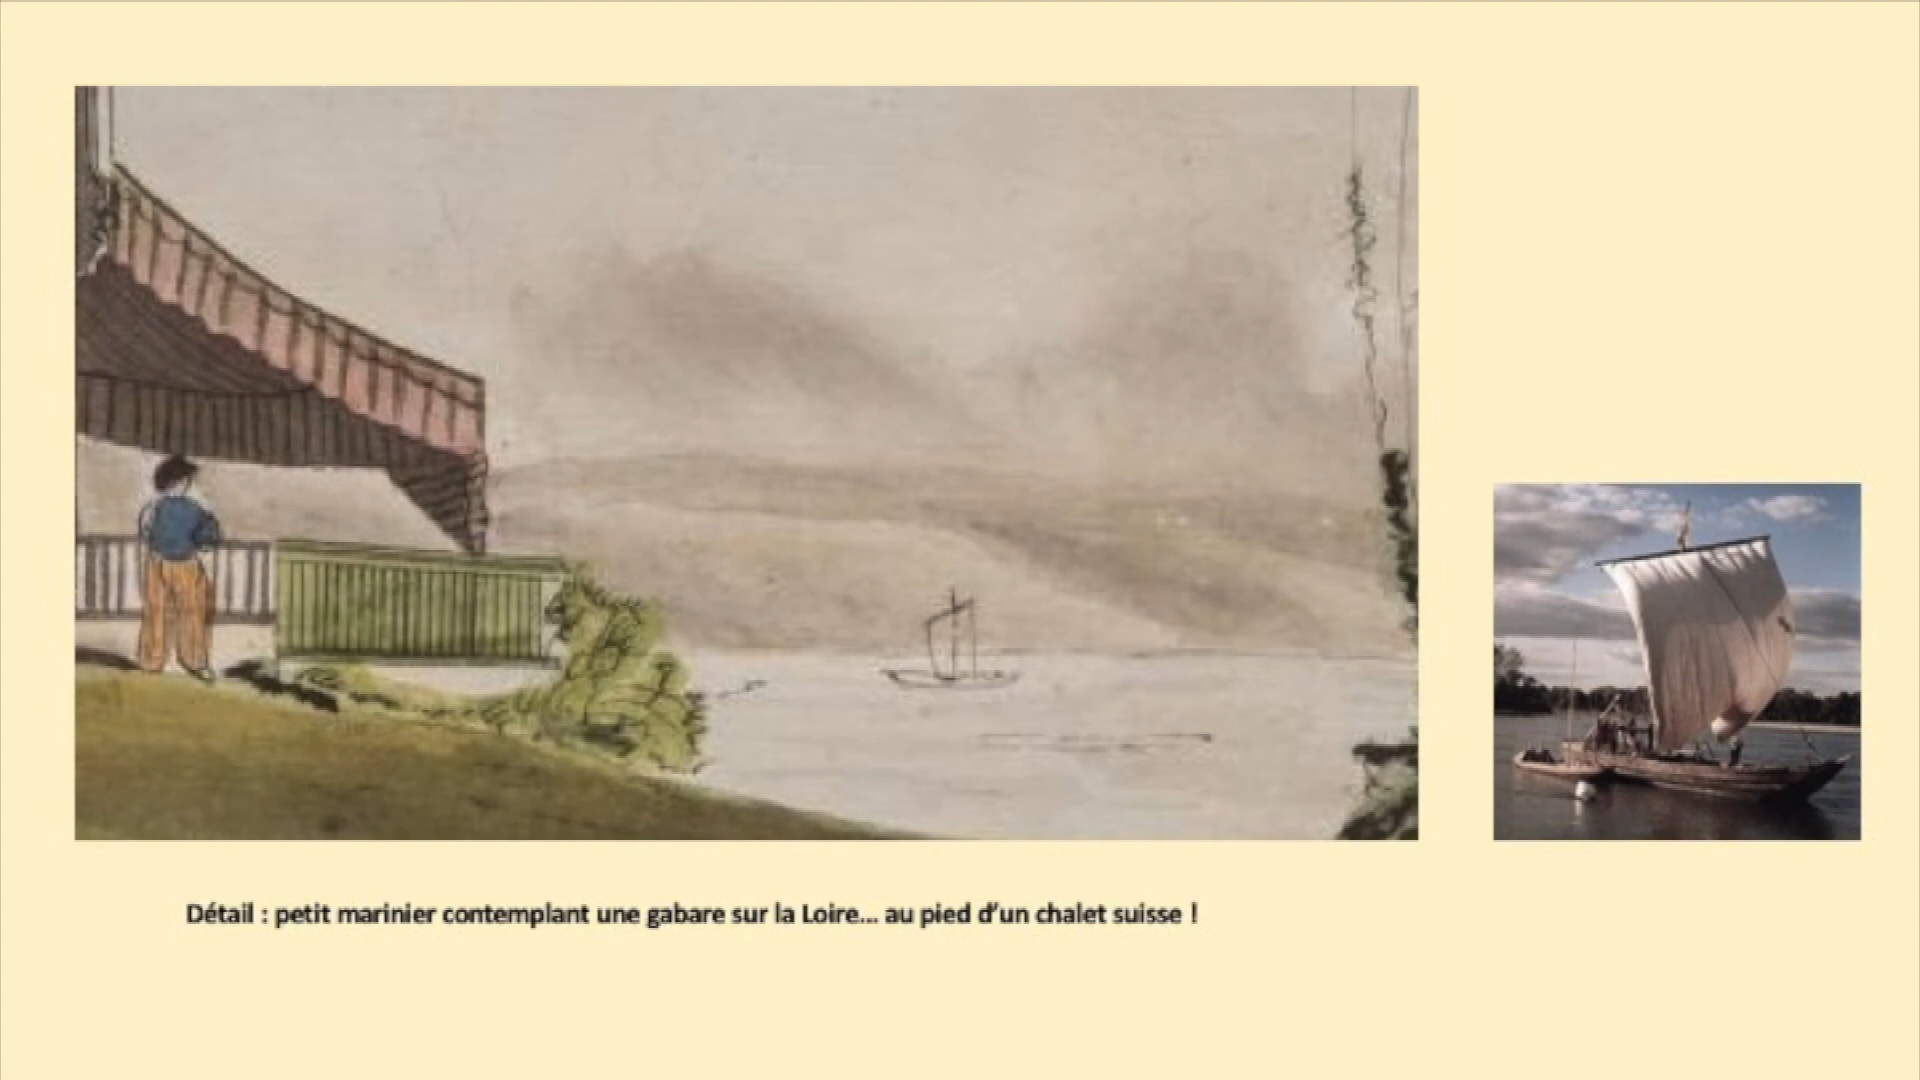 Détail : petit marinier contemplant une gabare sur la Loire... au pied d'un chalet suisse !